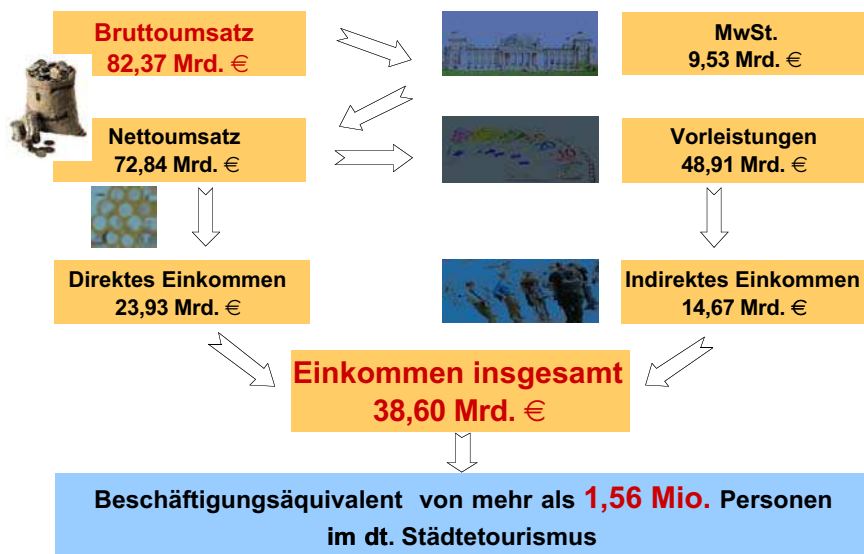 Bruttoumsatz
82,37 Mrd. €
MwSt.
9,53 Mrd. €
Nettoumsatz
72,84 Mrd. €
Vorleistungen
48,91 Mrd. €
Direktes Einkommen
23,93 Mrd. €
Indirektes Einkommen
14,67 Mrd. €
Einkommen insgesamt
38,60 Mrd. €
Beschäftigungsäquivalent von mehr als 1,56 Mio. Personen
im dt. Städtetourismus